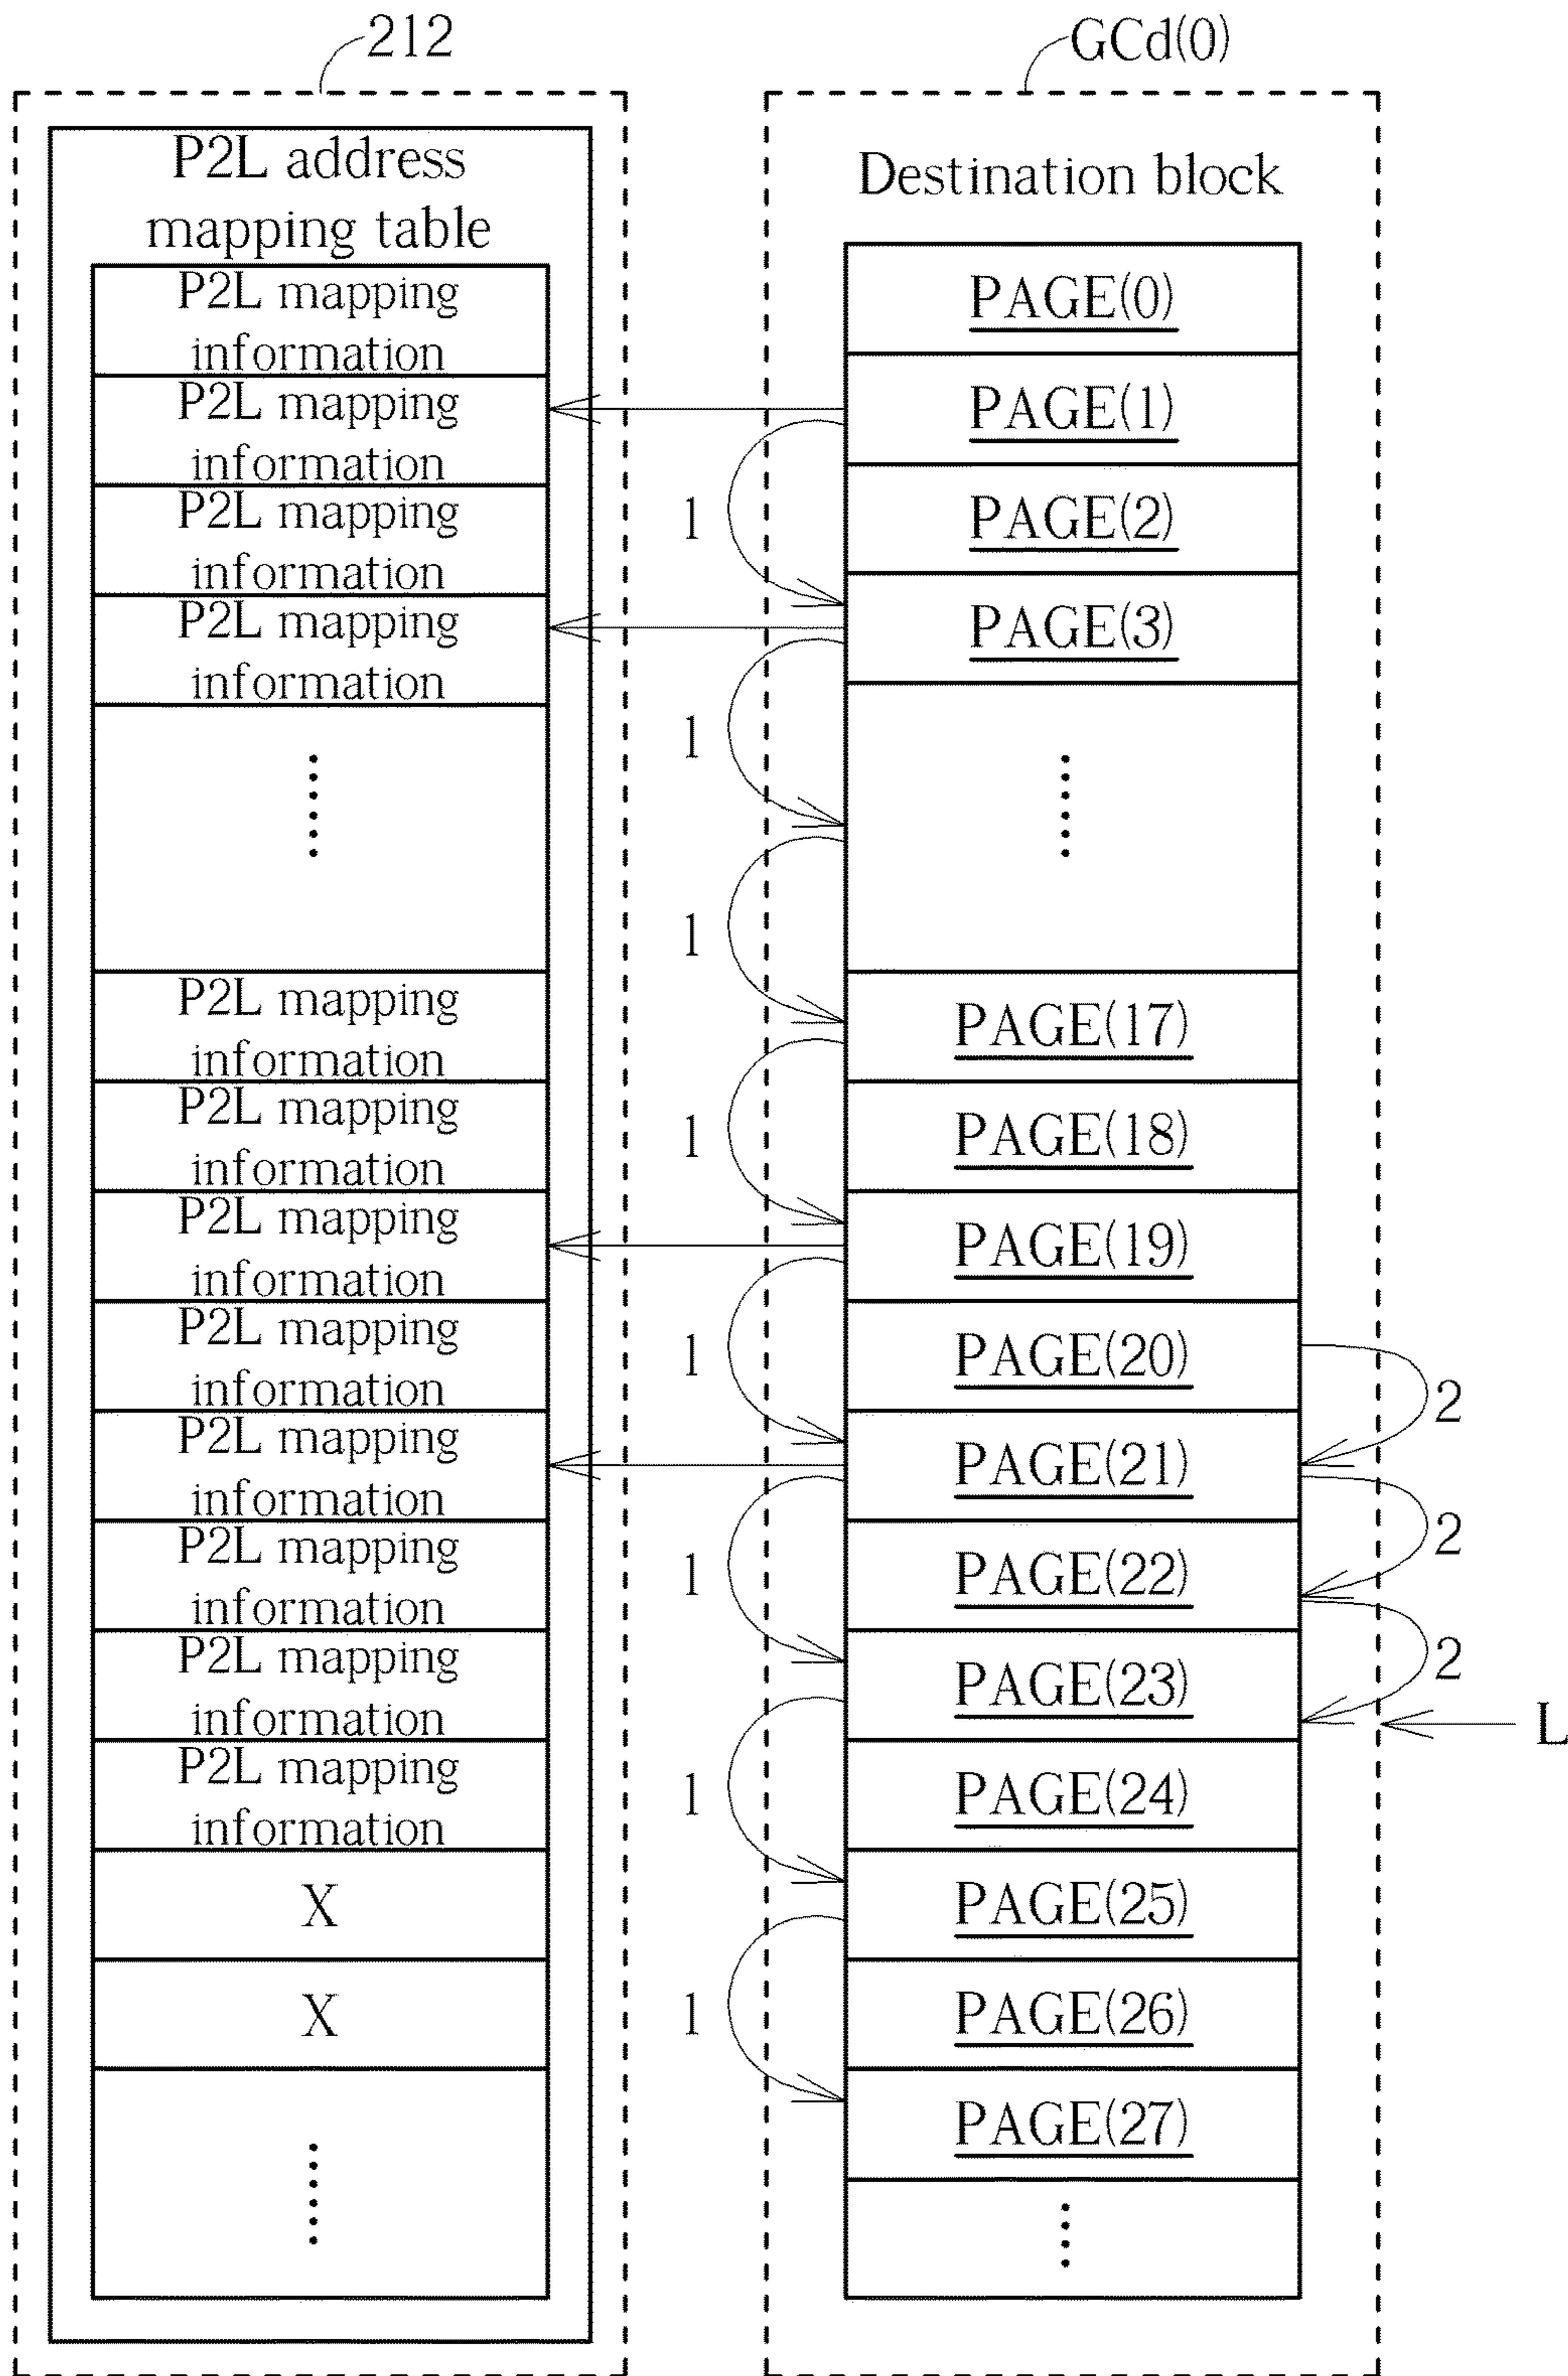 212
GCd(0)
P2L address
mapping table
P2L mapping
information
P2L mapping
information
P2L mapping
information
P2L mapping
information
P2L mapping
information
P2L mapping
information
P2L mapping
information
P2L mapping
information
P2L mapping
information
P2L mapping
information
P2L mapping
information
P2L mapping
information
X
X
1
1
1
1
1
1
1
1
Destination block
PAGE(0)
PAGE(1)
PAGE(2)
PAGE(3)
PAGE(17)
PAGE(18)
PAGE(19)
PAGE(20)
PAGE(21)
PAGE(22)
PAGE(23)
PAGE(24)
PAGE(25)
PAGE(26)
PAGE(27)
2
2
2
L